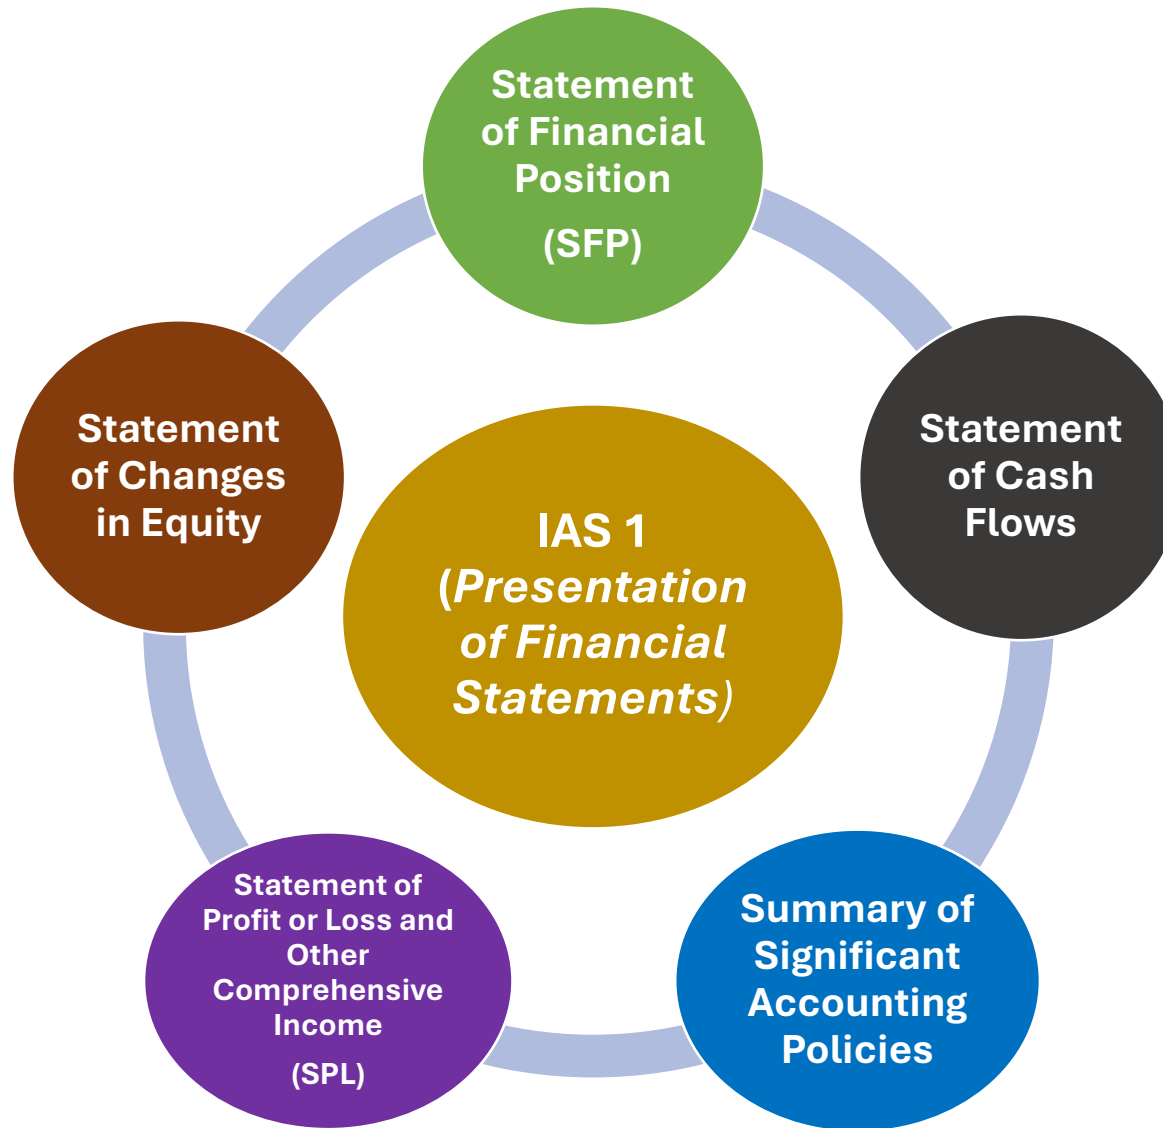 Statement
of Financial
Position
(SFP)
Statement
of Changes
in Equity
Statement
of Cash
Flows
IAS 1
(Presentation
of Financial
Statements)
Statement of
Profit or Loss and
Other
Comprehensive
Income
(SPL)
Summary of
Significant
Accounting
Policies